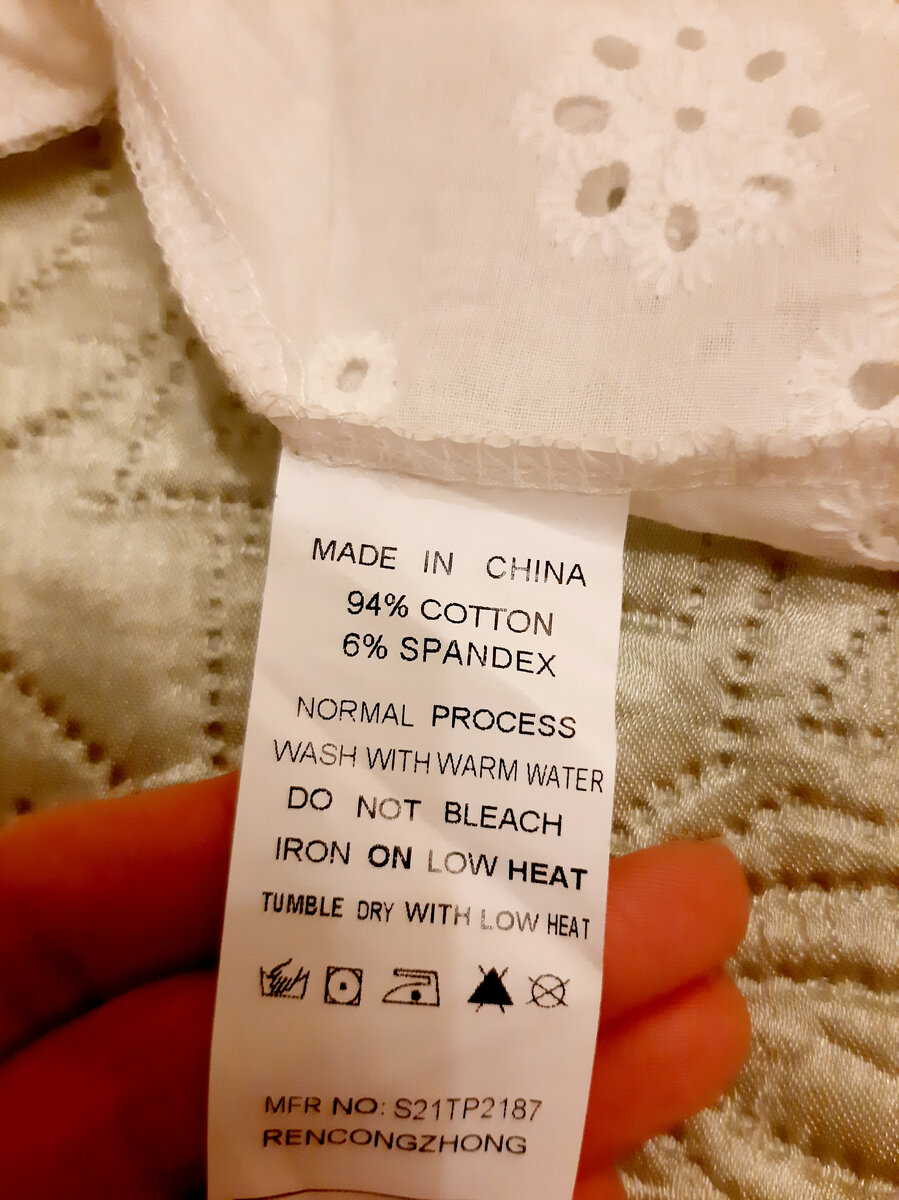 MADE IN CHINA
94% COTTON
6% SPANDEX
NORMAL PROCESS
WASH WITH WARM WATER
DO NOT BLEACH
IRON ON LOW HEAT
TUMBLE DRY WITH LOW HEAT
MFR NO: S21TP2187
RENCONGZHONG